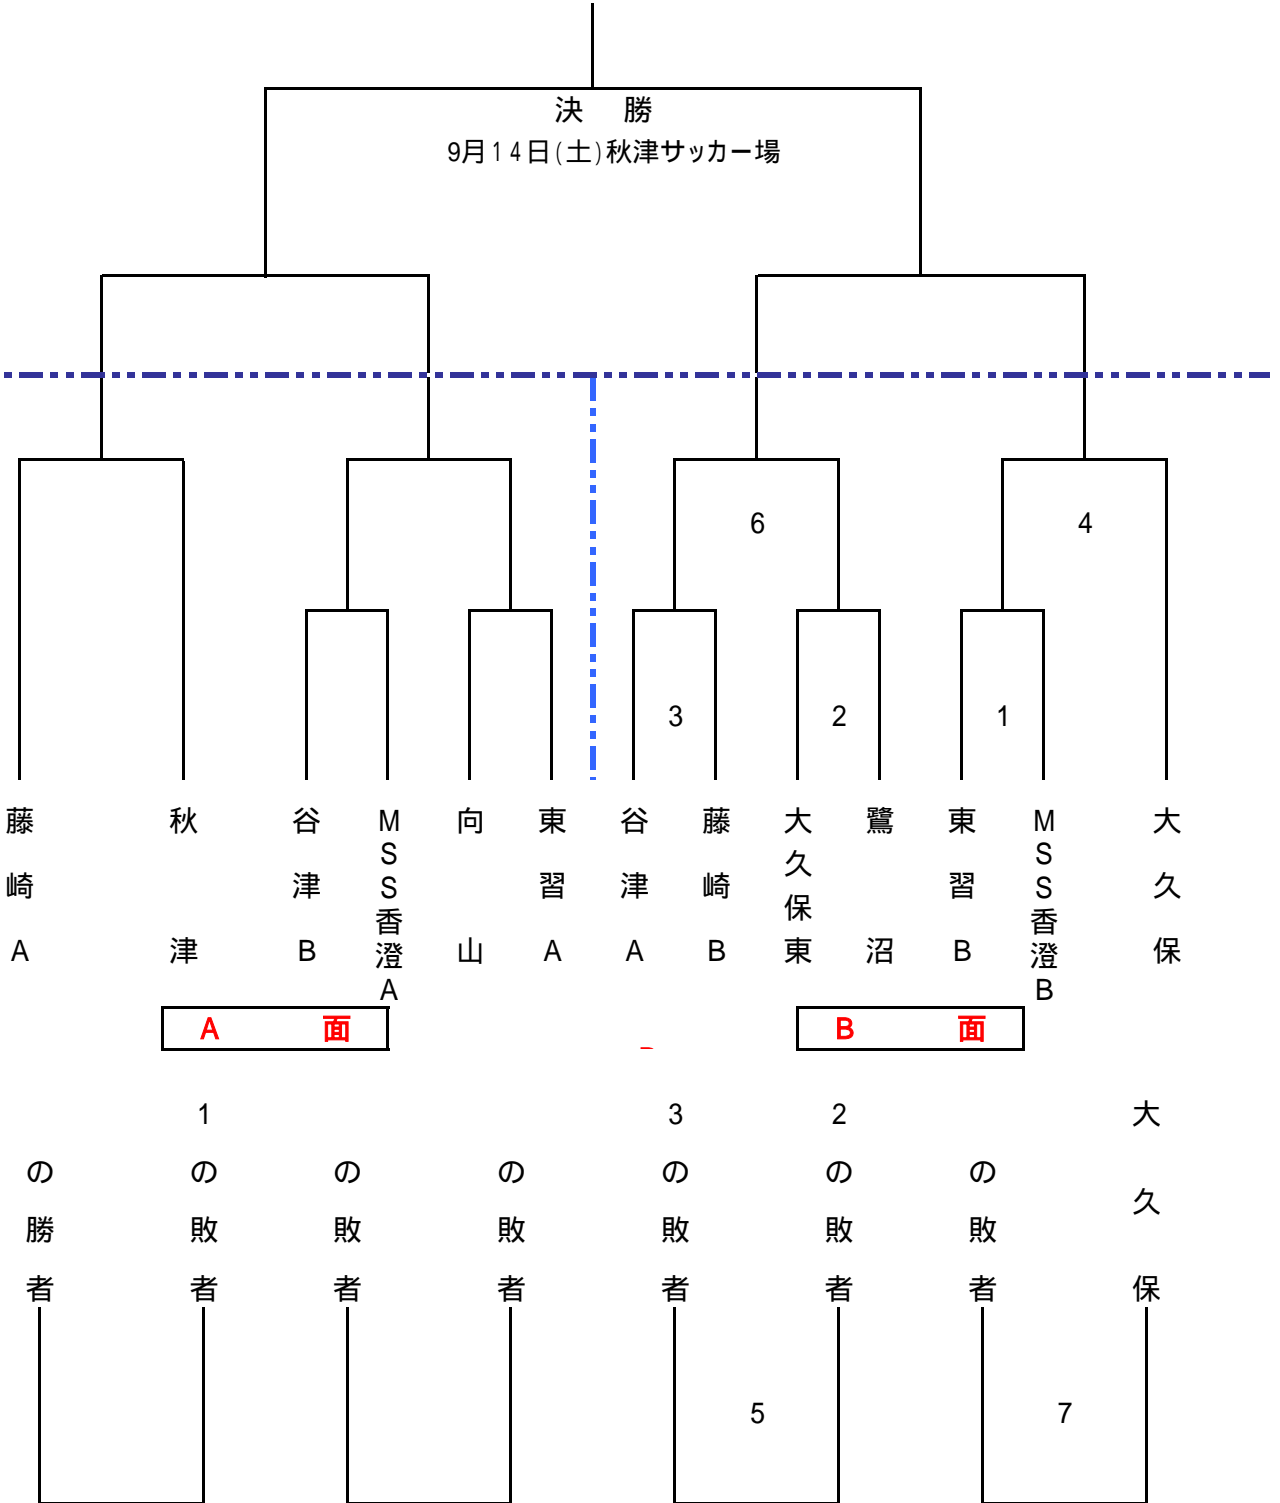 決 勝
9月14日(土)秋津サッカー場
6
4
3
2
1
藤崎A
秋津
谷津B
MSS香澄A
向山
東習A
谷津A
藤崎B
大久保東
鷺沼
東習B
MSS香澄B
大久保
A 面
B 面
の勝者
1の敗者
の敗者
の敗者
3の敗者
2の敗者
の敗者
大久保
5
7